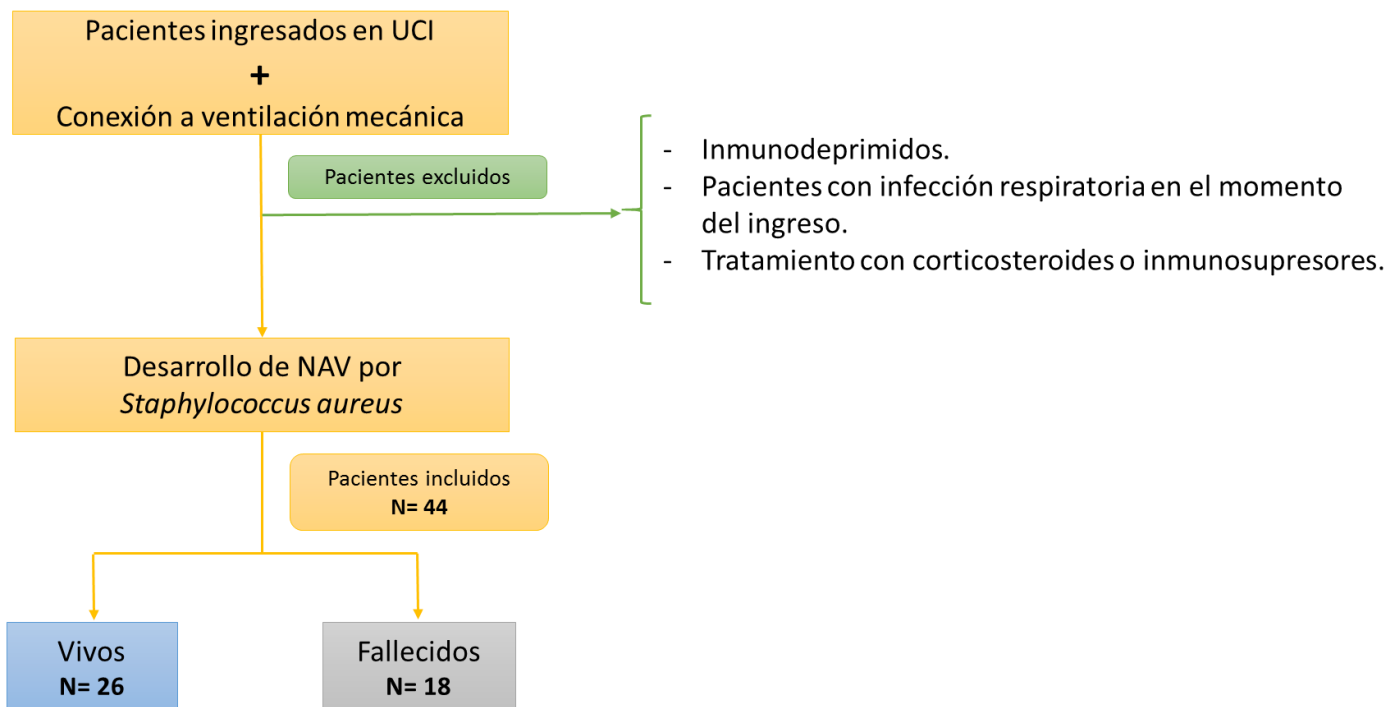 Pacientes ingresados en UCI
+
Conexión a ventilación mecánica
Pacientes excluidos
- Inmunodeprimidos.
- Pacientes con infección respiratoria en el momento
del ingreso.
- Tratamiento con corticosteroides o inmunosupresores.
Desarrollo de NAV por
Staphylococcus aureus
Pacientes incluidos
N= 44
Vivos
N= 26
Fallecidos
N= 18